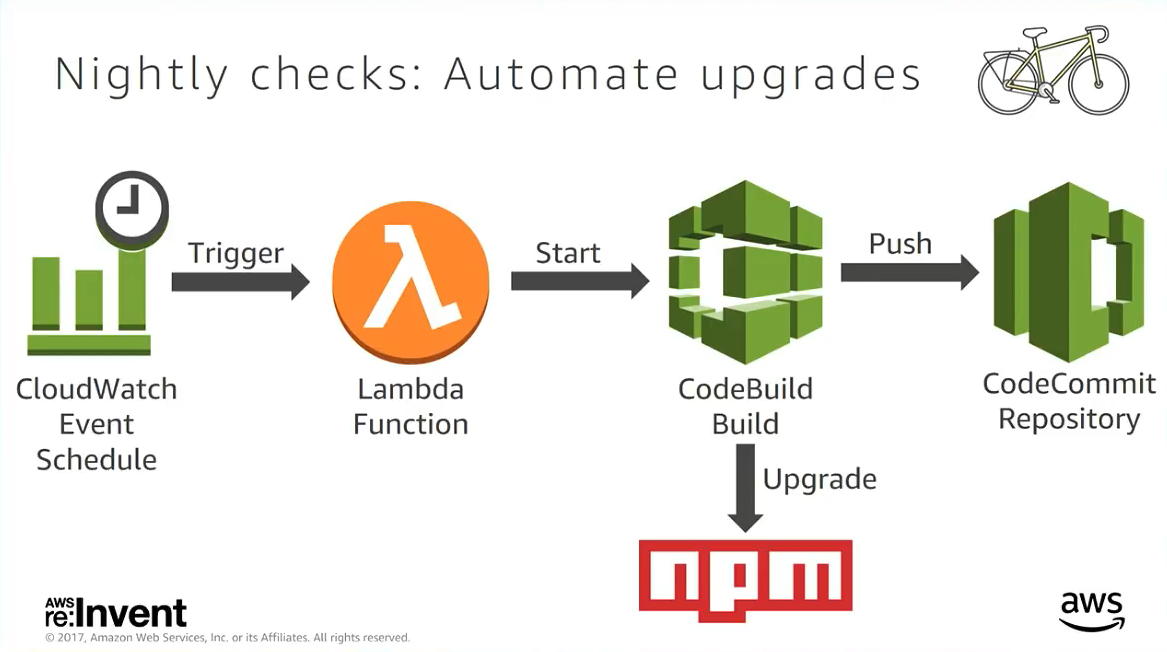 Nightly checks: Automate upgrades
Trigger
Start
Push
CloudWatch
Event
Schedule
Lambda
Function
CodeBuild
Build
CodeCommit
Repository
Upgrade
npm
AWS
re:Invent
© 2017, Amazon Web Services, Inc. or its Affiliates. All rights reserved.
aws